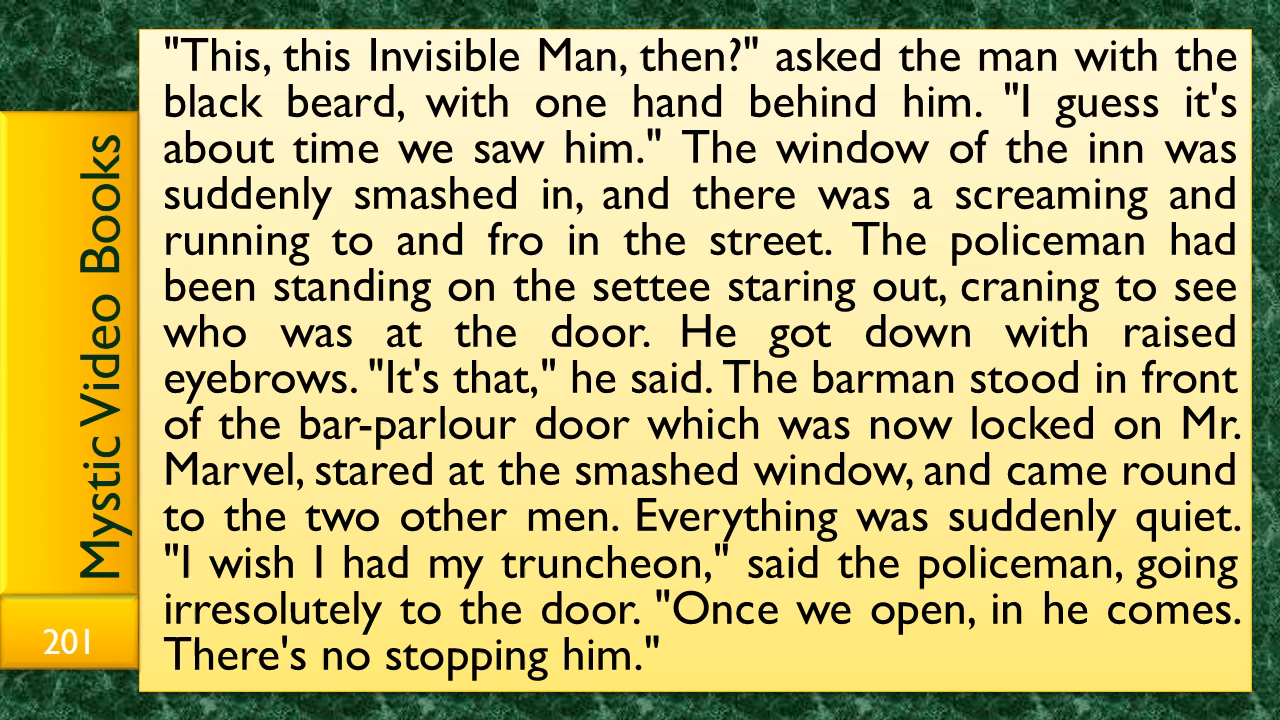 "This, this Invisible Man, then?" asked the man with the
black beard, with one hand behind him. "I guess it's
about time we saw him." The window of the inn was
suddenly smashed in, and there was a screaming and
running to and fro in the street. The policeman had
been standing on the settee staring out, craning to see
who was at the door. He got down with raised
eyebrows. "It's that," he said. The barman stood in front
of the bar-parlour door which was now locked on Mr.
Marvel, stared at the smashed window, and came round
to the two other men. Everything was suddenly quiet.
"I wish I had my truncheon," said the policeman, going
irresolutely to the door. "Once we open, in he comes.
There's no stopping him."
Mystic Video Books
201